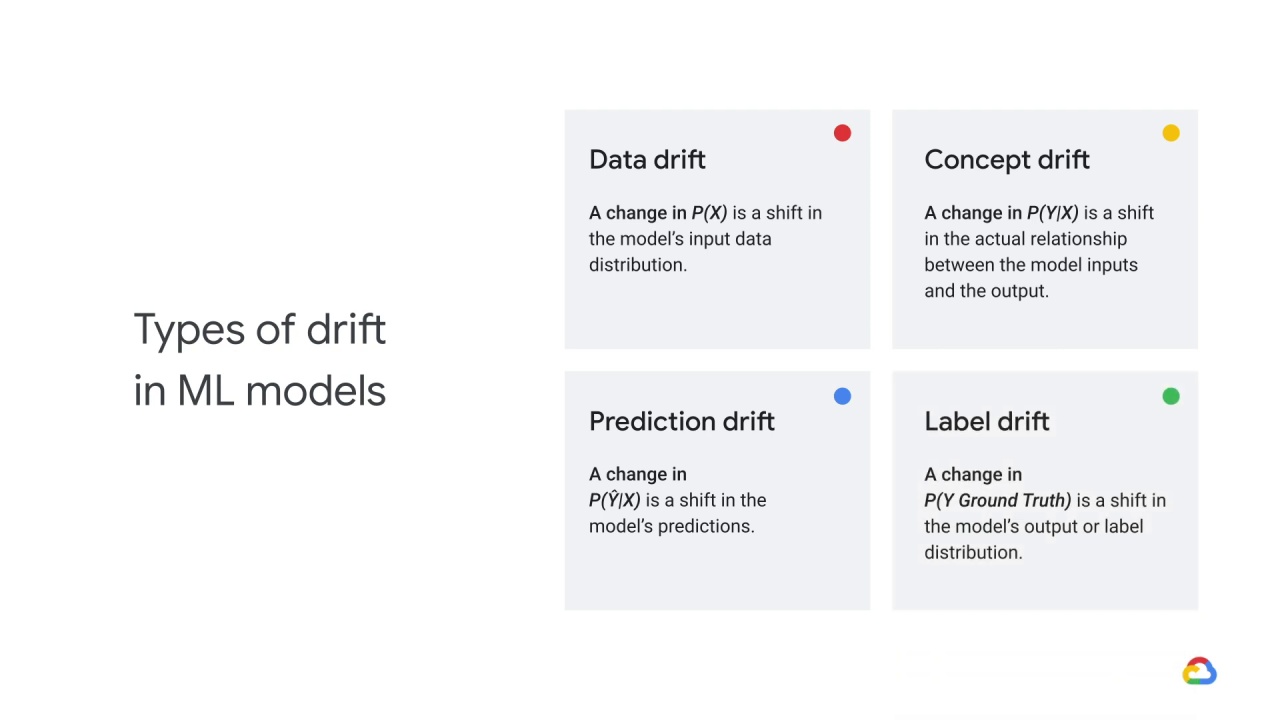 Types of drift
in ML models
Data drift
A change in P(X) is a shift in
the model’s input data
distribution.
Concept drift
A change in P(Y|X) is a shift
in the actual relationship
between the model inputs
and the output.
Prediction drift
A change in
P(Ŷ|X) is a shift in the
model’s predictions.
Label drift
A change in
P(Y Ground Truth) is a shift in
the model’s output or label
distribution.